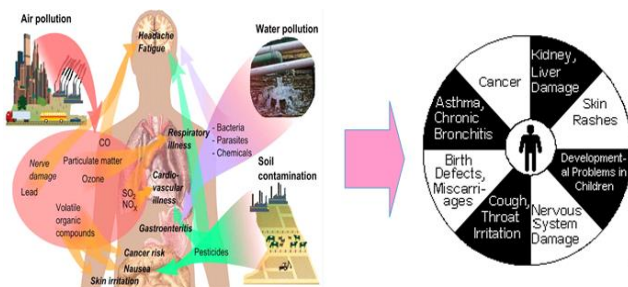 Air pollution
Water pollution
Headache
Fatigue
CO
Nerve
damage
Particulate matter
Lead
Ozone
Volatile
organic
compounds
SO2
NOX
Respiratory
illness
- Bacteria
- Parasites
- Chemicals
Cardio-
vascular
illness
Soil
contamination
Gastroenteritis
Pesticides
Cancer risk
Nausea
Skin irritation
Kidney,
Liver
Damage
Skin
Rashes
Development-
al Problems in
Children
Nervous
System
Damage
Cough,
Throat
Irritation
Birth
Defects,
Miscarri-
ages
Asthma,
Chronic
Bronchitis
Cancer